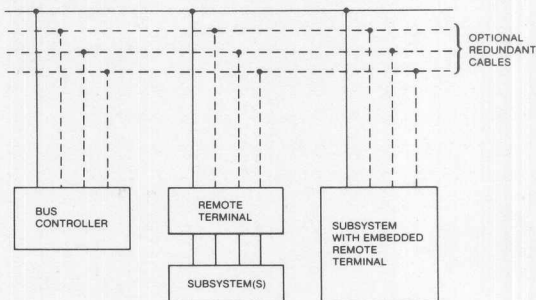 OPTIONAL
REDUNDANT
CABLES
BUS
CONTROLLER
REMOTE
TERMINAL
SUBSYSTEM(S)
SUBSYSTEM
WITH EMBEDDED
REMOTE
TERMINAL